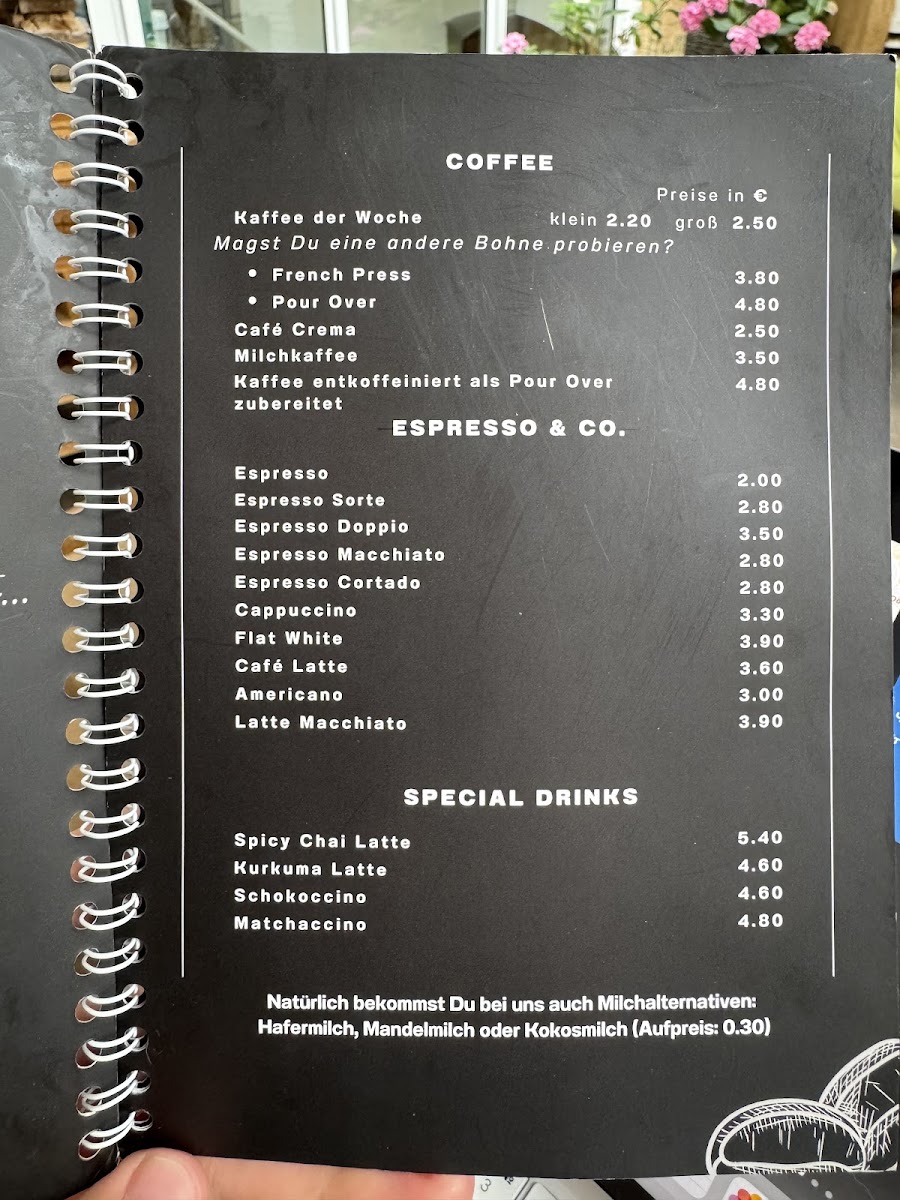 COFFEE
Preise in €
Kaffee der Woche klein 2.20 groß 2.50
Magst Du eine andere Bohne probieren?
• French Press 3.80
• Pour Over 4.80
Café Crema 2.50
Milchkaffee 3.50
Kaffee entkoffeiniert als Pour Over 4.80
zubereitet
ESPRESSO & CO.
Espresso 2.00
Espresso Sorte 2.80
Espresso Doppio 3.50
Espresso Macchiato 2.80
Espresso Cortado 2.80
Cappuccino 3.30
Flat White 3.90
Café Latte 3.60
Americano 3.00
Latte Macchiato 3.90
SPECIAL DRINKS
Spicy Chai Latte 5.40
Kurkuma Latte 4.60
Schokoccino 4.60
Matchaccino 4.80
Natürlich bekommst Du bei uns auch Milchalternativen:
Hafermilch, Mandelmilch oder Kokosmilch (Aufpreis: 0.30)